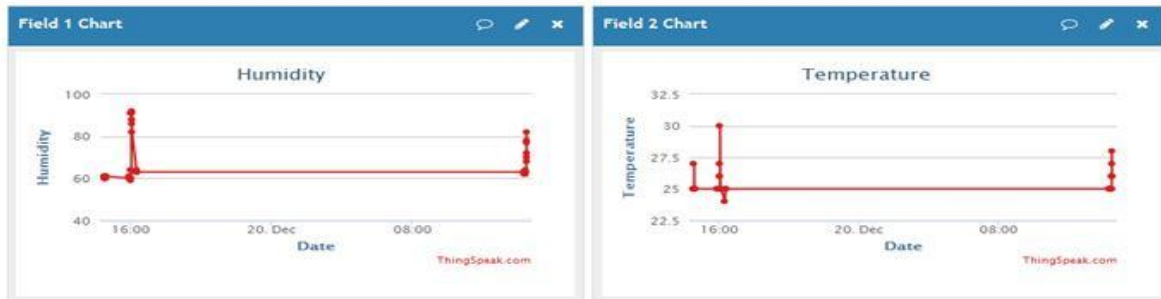 Field 1 Chart
Humidity
Humidity
100
80
60
40
16:00 20. Dec 08:00
Date
ThingSpeak.com
Field 2 Chart
Temperature
Temperature
32.5
30
27.5
25
22.5
16:00 20. Dec 08:00
Date
ThingSpeak.com